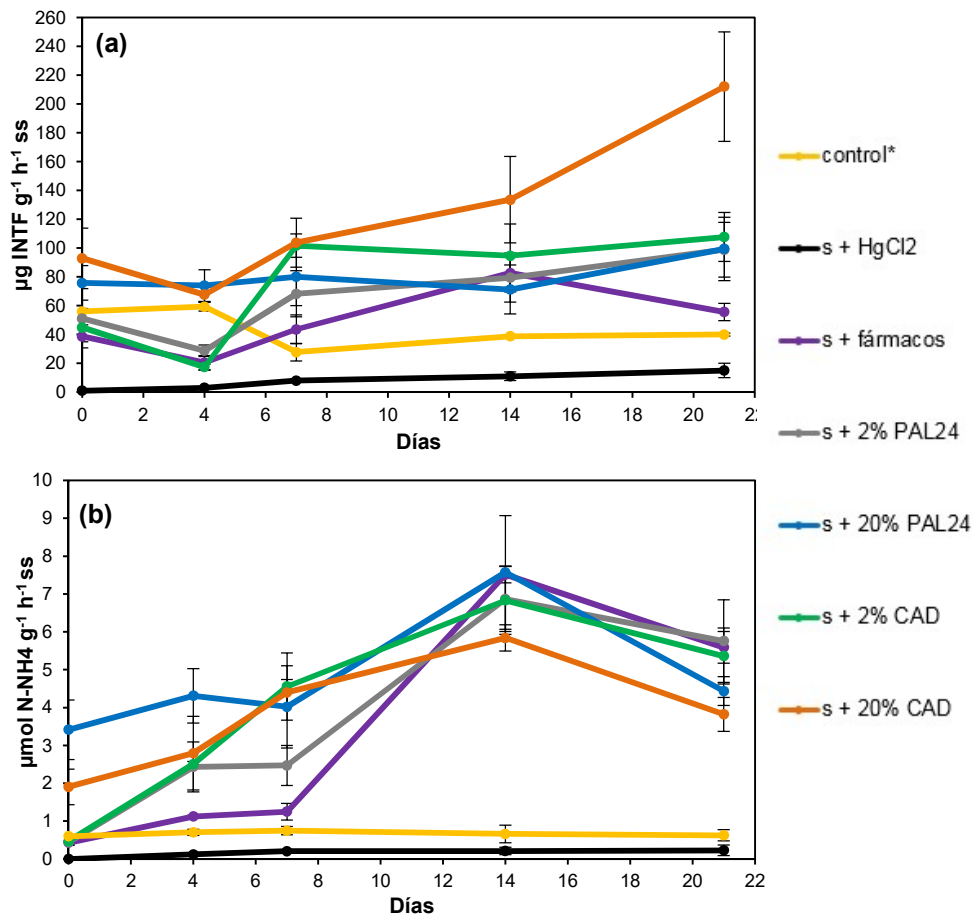 (a)
µg INTF g-1 h-1 ss
260
240
220
200
180
160
140
120
100
80
60
40
20
0
0 2 4 6 8 10 12 14 16 18 20 22
Días
control*
s + HgCl2
s + fármacos
s + 2% PAL24
s + 20% PAL24
s + 2% CAD
s + 20% CAD
(b)
µmol N-NH4 g-1 h-1 ss
10
9
8
7
6
5
4
3
2
1
0
0 2 4 6 8 10 12 14 16 18 20 22
Días